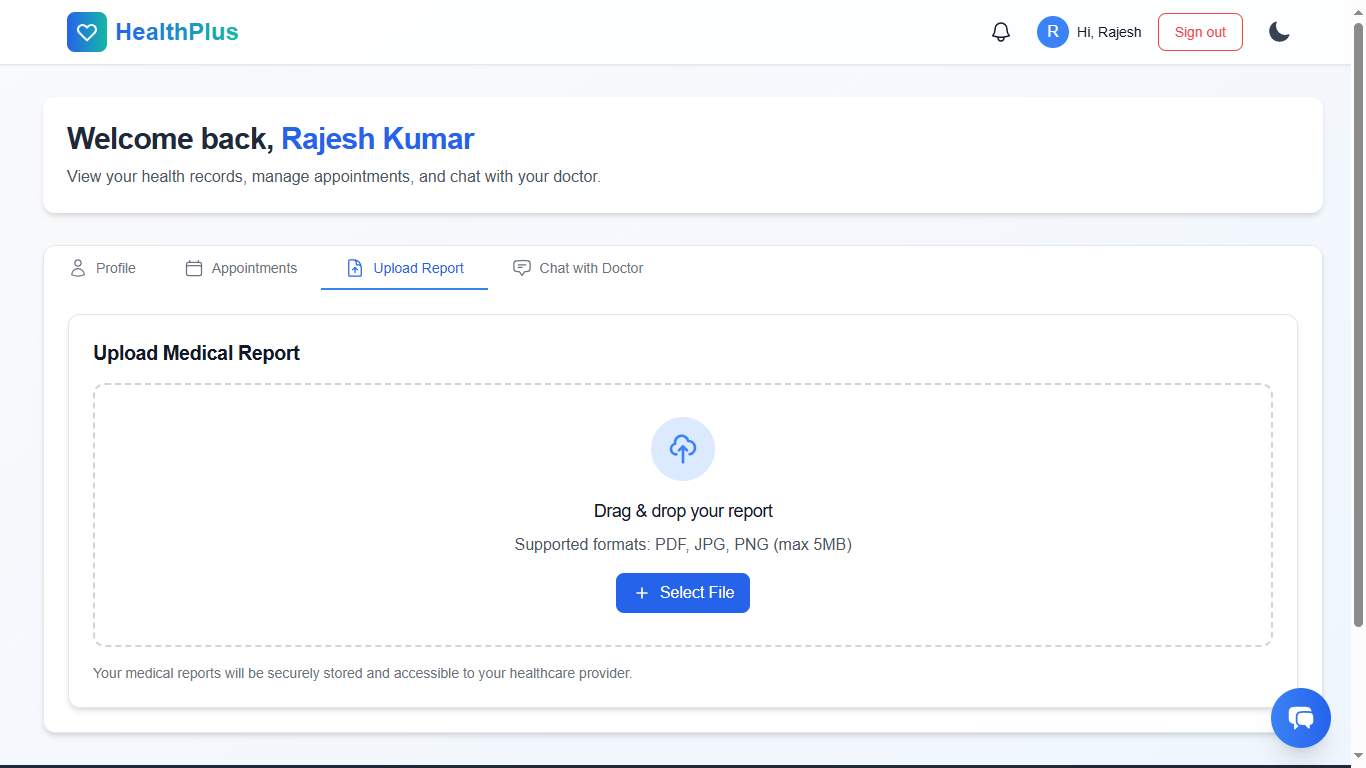 HealthPlus
R
Hi, Rajesh
Sign out
Welcome back, Rajesh Kumar
View your health records, manage appointments, and chat with your doctor.
Profile
Appointments
Upload Report
Chat with Doctor
Upload Medical Report
Drag & drop your report
Supported formats: PDF, JPG, PNG (max 5MB)
+ Select File
Your medical reports will be securely stored and accessible to your healthcare provider.